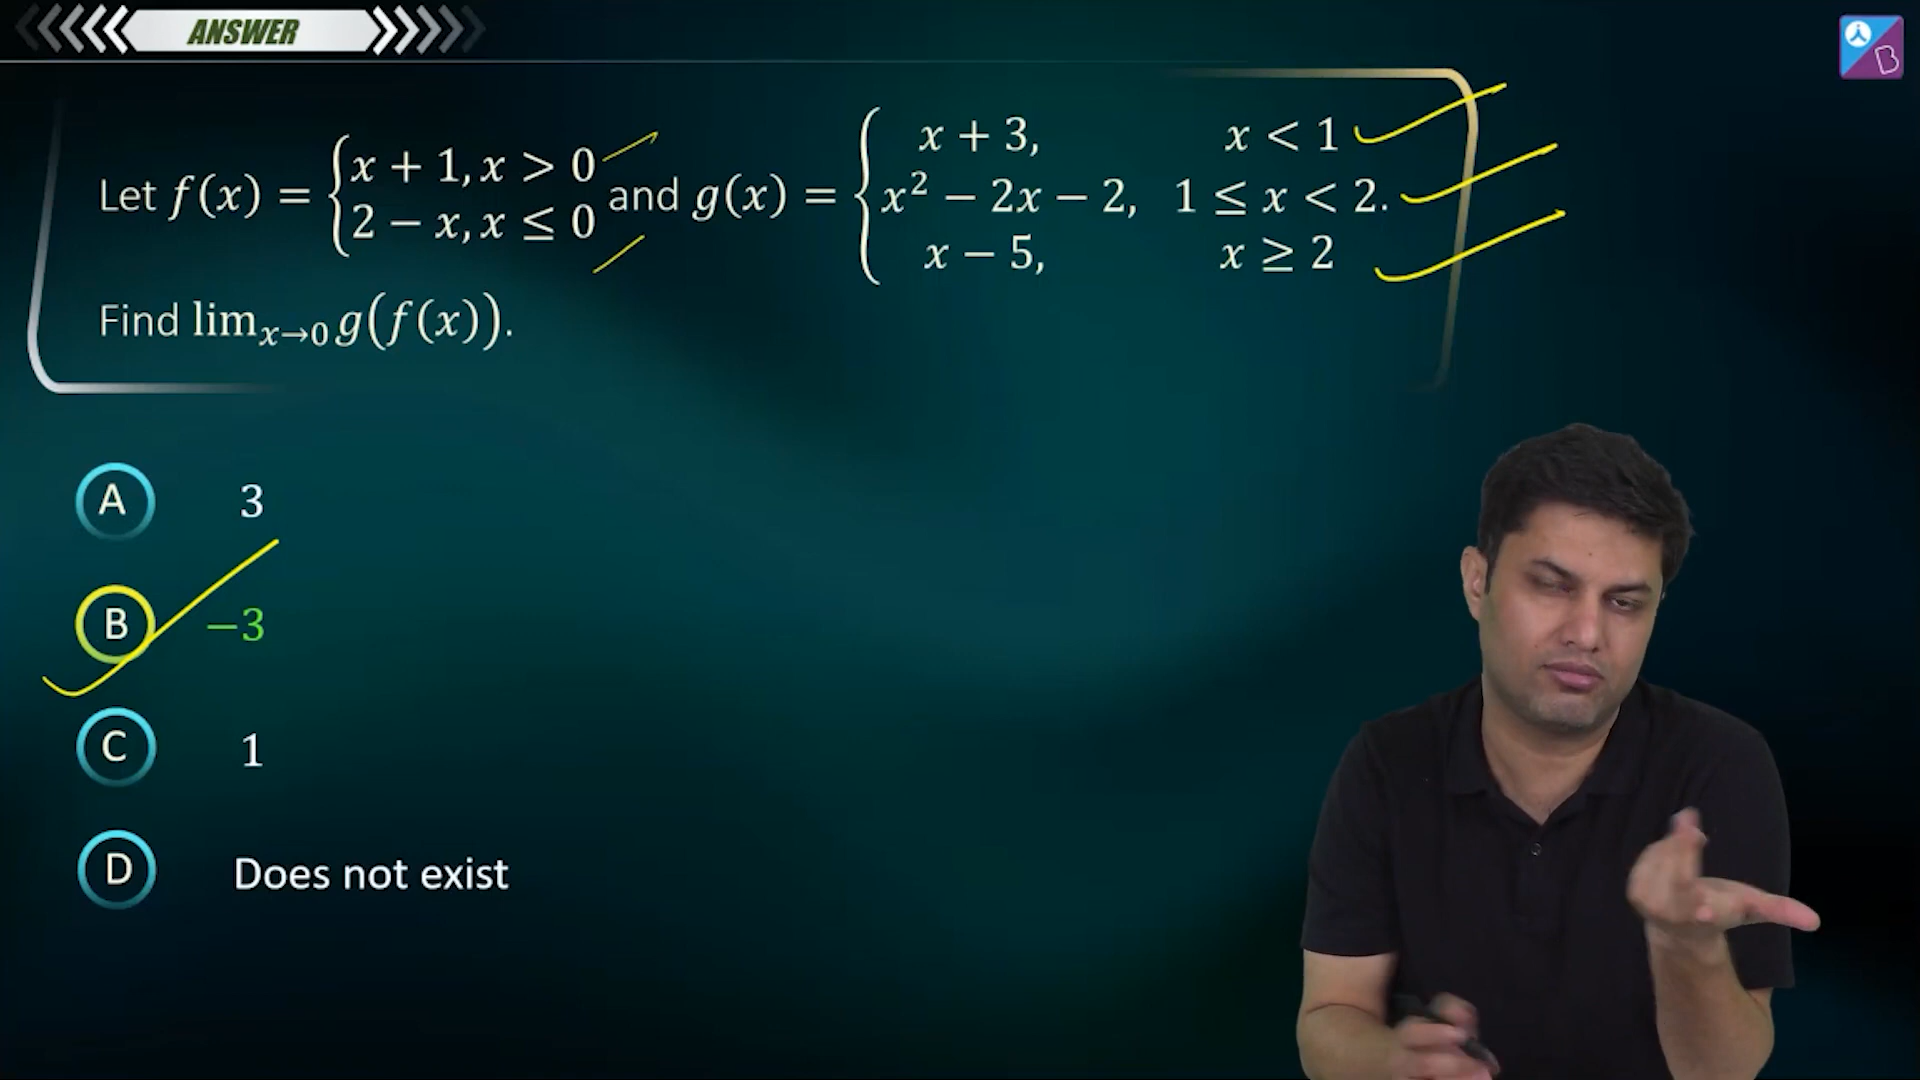 ANSWER
Let f(x) = {x + 1, x > 0
2 − x, x ≤ 0 and g(x) = { x + 3, x < 1
x² − 2x − 2, 1 ≤ x < 2.
x − 5, x ≥ 2
Find lim x→0 g(f(x)).
A 3
B −3
C 1
D Does not exist
B